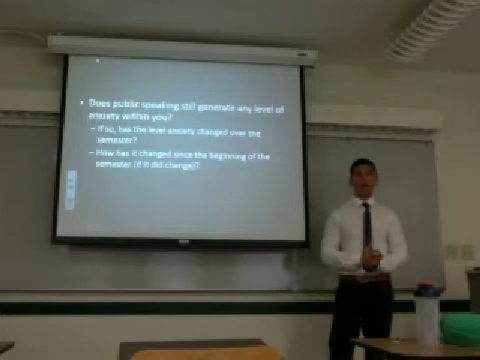 • Does public speaking still generate any level of
anxiety within you?
– If so, has the level anxiety changed over the
semester?
– How has it changed since the beginning of the
semester (if it did change)?